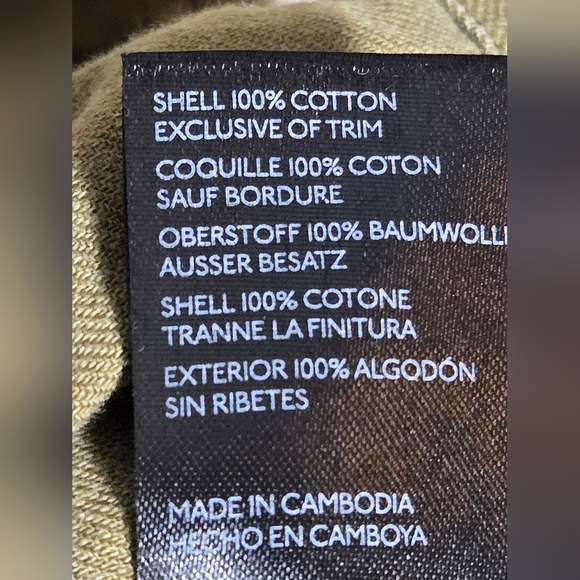 SHELL 100% COTTON
EXCLUSIVE OF TRIM
COQUILLE 100% COTON
SAUF BORDURE
OBERSTOFF 100% BAUMWOLL
AUSSER BESATZ
SHELL 100% COTONE
TRANNE LA FINITURA
EXTERIOR 100% ALGODÓN
SIN RIBETES
MADE IN CAMBODIA
HECHO EN CAMBOYA